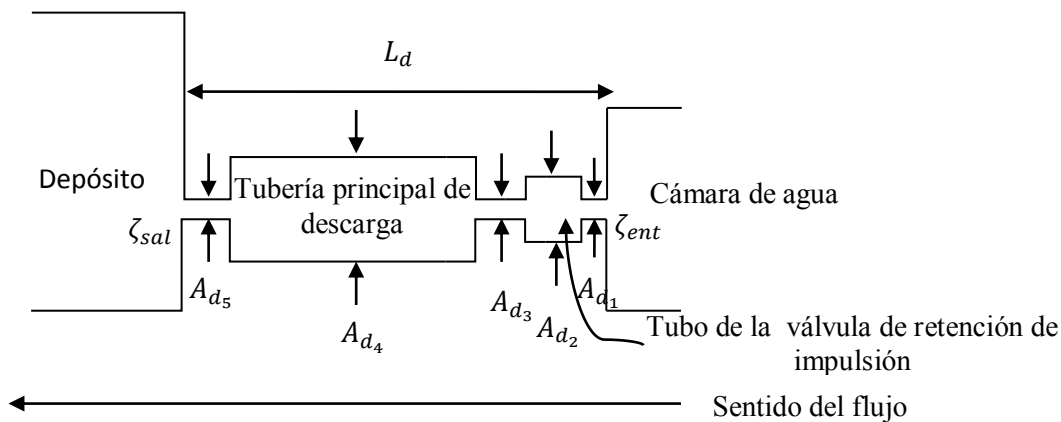 L_d
Depósito
Tubería principal de
descarga
Cámara de agua
ζ_sal
ζ_ent
A_d5
A_d4
A_d3
A_d2
A_d1
Tubo de la válvula de retención de
impulsión
Sentido del flujo